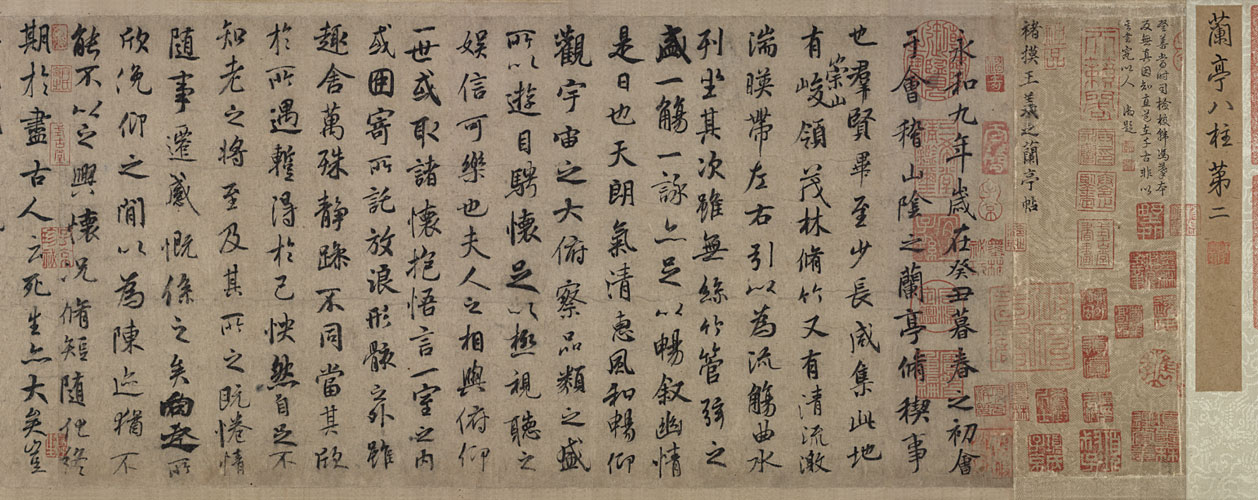 蘭亭八柱第二
褚摸王羲之蘭亭帖
永和九年歳在癸丑暮春之初會
于會稽山陰之蘭亭脩稧事
也羣賢畢至少長咸集此地
有崇山峻領茂林脩竹又有清流激
湍暎帶左右引以為流觴曲水
列坐其次雖無絲竹管弦之
盛一觴一詠亦足以暢叙幽情
是日也天朗氣清惠風和暢仰
觀宇宙之大俯察品類之盛
所以遊目騁懷足以極視聽之
娛信可樂也夫人之相與俯仰
一世或取諸懷抱悟言一室之內
或因寄所託放浪形骸之外雖
趣舍萬殊靜躁不同當其欣
於所遇蹔得於己怏然自足不
知老之將至及其所之既惓情
隨事遷感慨係之矣向之所
欣俛仰之閒以為陳迹猶不
能不以之興懷況脩短隨化終
期於盡古人云死生亦大矣豈